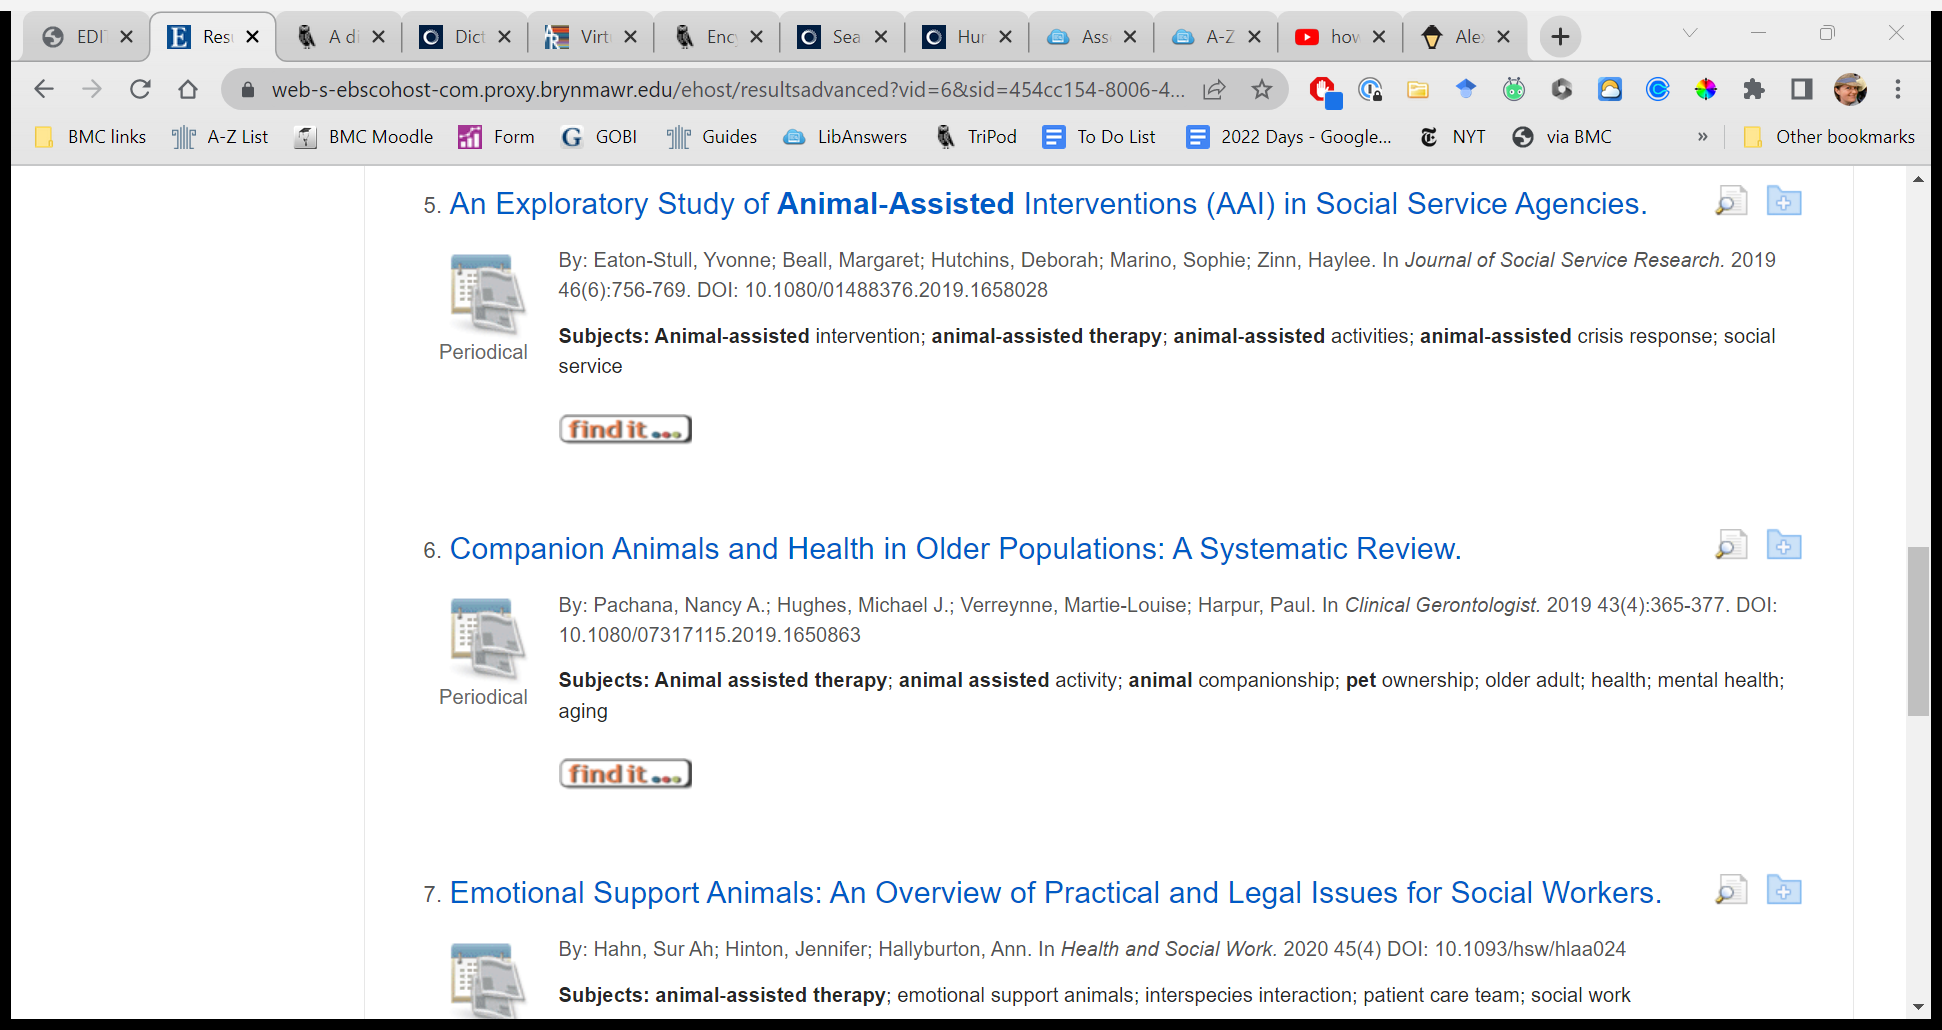 EDI Res A di Dict Virt Enc Sea Hur Ass A-Z how Ale
web-s-ebscohost-com.proxy.brynmawr.edu/ehost/resultsadvanced?vid=6&sid=454cc154-8006-4...
BMC links A-Z List BMC Moodle Form GOBI Guides LibAnswers TriPod To Do List 2022 Days - Google... NYT via BMC » Other bookmarks
5. An Exploratory Study of Animal-Assisted Interventions (AAI) in Social Service Agencies.
By: Eaton-Stull, Yvonne; Beall, Margaret; Hutchins, Deborah; Marino, Sophie; Zinn, Haylee. In Journal of Social Service Research. 2019
46(6):756-769. DOI: 10.1080/01488376.2019.1658028
Periodical
Subjects: Animal-assisted intervention; animal-assisted therapy; animal-assisted activities; animal-assisted crisis response; social
service
find it...
6. Companion Animals and Health in Older Populations: A Systematic Review.
By: Pachana, Nancy A.; Hughes, Michael J.; Verreynne, Martie-Louise; Harpur, Paul. In Clinical Gerontologist. 2019 43(4):365-377. DOI:
10.1080/07317115.2019.1650863
Periodical
Subjects: Animal assisted therapy; animal assisted activity; animal companionship; pet ownership; older adult; health; mental health;
aging
find it...
7. Emotional Support Animals: An Overview of Practical and Legal Issues for Social Workers.
By: Hahn, Sur Ah; Hinton, Jennifer; Hallyburton, Ann. In Health and Social Work. 2020 45(4) DOI: 10.1093/hsw/hlaa024
Subjects: animal-assisted therapy; emotional support animals; interspecies interaction; patient care team; social work